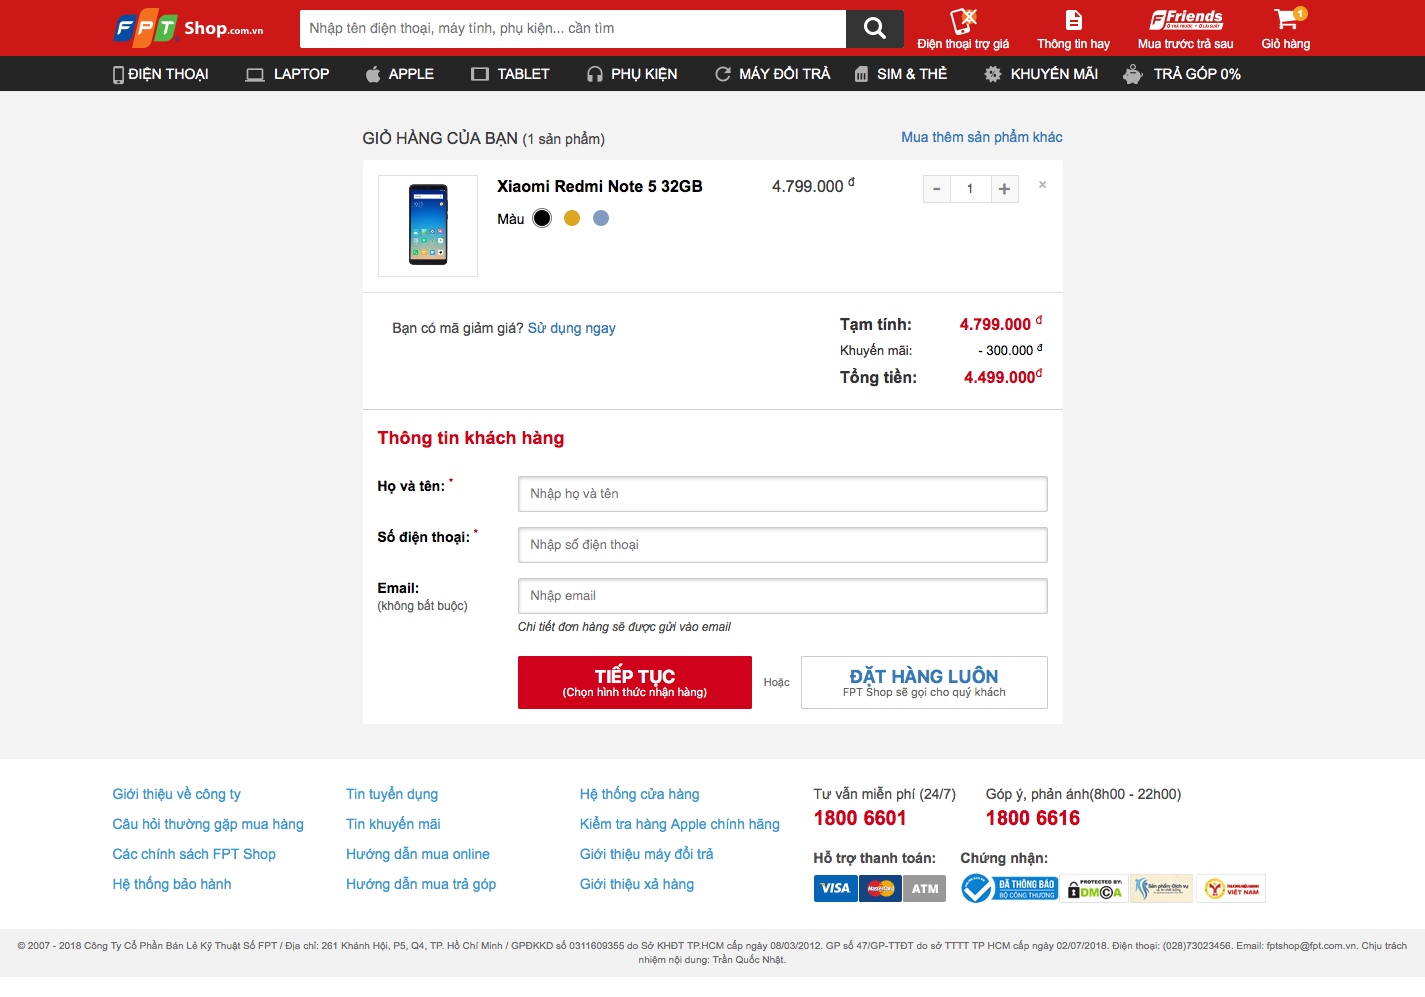 FPT Shop.com.vn
Nhập tên điện thoại, máy tính, phụ kiện... cần tìm
Điện thoại trợ giá
Thông tin hay
Friends
Mua trước trả sau
1
Giỏ hàng
ĐIỆN THOẠI
LAPTOP
APPLE
TABLET
PHỤ KIỆN
MÁY ĐỔI TRẢ
SIM & THẺ
KHUYẾN MÃI
TRẢ GÓP 0%
GIỎ HÀNG CỦA BẠN (1 sản phẩm)
Mua thêm sản phẩm khác
Xiaomi Redmi Note 5 32GB
4.799.000 đ
- 1 + ×
Màu
Bạn có mã giảm giá? Sử dụng ngay
Tạm tính: 4.799.000 đ
Khuyến mãi: - 300.000 đ
Tổng tiền: 4.499.000đ
Thông tin khách hàng
Họ và tên: *
Nhập họ và tên
Số điện thoại: *
Nhập số điện thoại
Email:
(không bắt buộc)
Nhập email
Chi tiết đơn hàng sẽ được gửi vào email
TIẾP TỤC
(Chọn hình thức nhận hàng)
Hoặc
ĐẶT HÀNG LUÔN
FPT Shop sẽ gọi cho quý khách
Giới thiệu về công ty
Câu hỏi thường gặp mua hàng
Các chính sách FPT Shop
Hệ thống bảo hành
Tin tuyển dụng
Tin khuyến mãi
Hướng dẫn mua online
Hướng dẫn mua trả góp
Hệ thống cửa hàng
Kiểm tra hàng Apple chính hãng
Giới thiệu máy đổi trả
Giới thiệu xả hàng
Tư vấn miễn phí (24/7)
1800 6601
Góp ý, phản ánh(8h00 - 22h00)
1800 6616
Hỗ trợ thanh toán:
VISA MasterCard ATM
Chứng nhận:
ĐÃ THÔNG BÁO
BỘ CÔNG THƯƠNG
PROTECTED BY:
DMCA
Sản phẩm-Dịch vụ
THƯƠNG HIỆU MẠNH
VIỆT NAM
© 2007 - 2018 Công Ty Cổ Phần Bán Lẻ Kỹ Thuật Số FPT / Địa chỉ: 261 Khánh Hội, P5, Q4, TP. Hồ Chí Minh / GPĐKKD số 0311609355 do Sở KHĐT TP.HCM cấp ngày 08/03/2012. GP số 47/GP-TTĐT do sở TTTT TP HCM cấp ngày 02/07/2018. Điện thoại: (028)73023456. Email: fptshop@fpt.com.vn. Chịu trách
nhiệm nội dung: Trần Quốc Nhật.